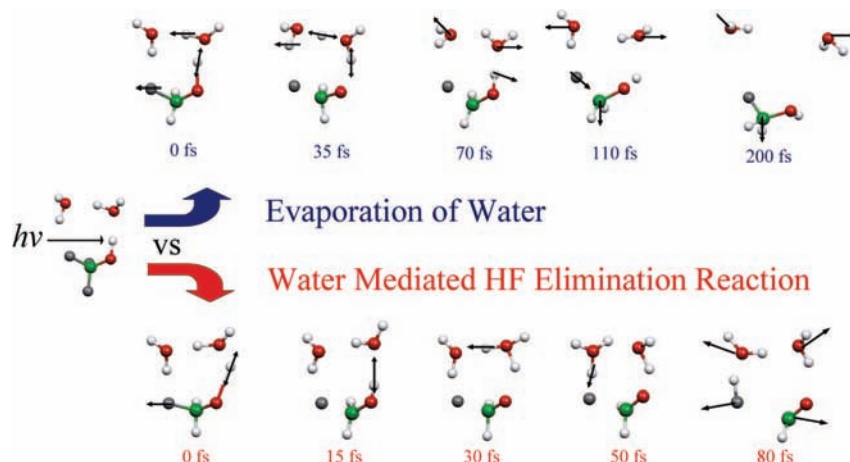 0 fs 35 fs 70 fs 110 fs 200 fs
Evaporation of Water
hν
vs
Water Mediated HF Elimination Reaction
0 fs 15 fs 30 fs 50 fs 80 fs